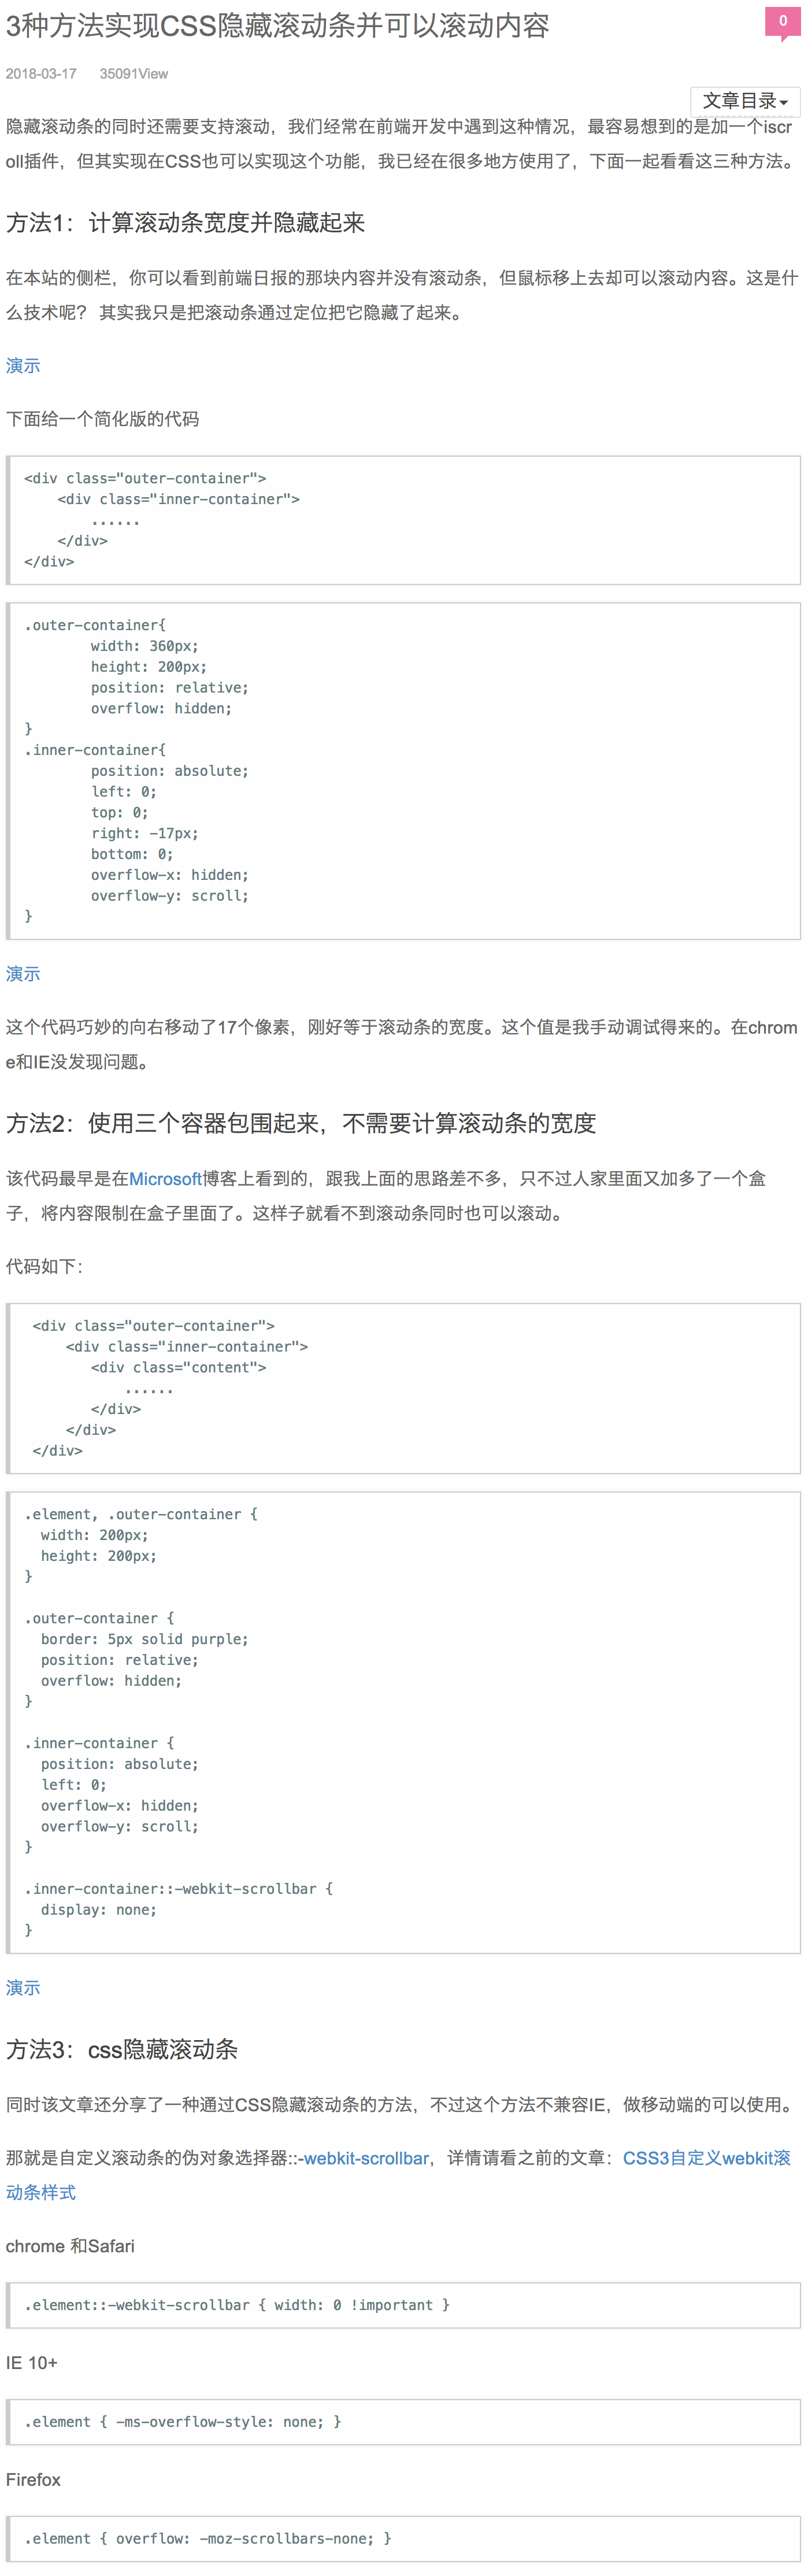 3种方法实现CSS隐藏滚动条并可以滚动内容
0
2018-03-17 35091View
文章目录
隐藏滚动条的同时还需要支持滚动，我们经常在前端开发中遇到这种情况，最容易想到的是加一个iscr
oll插件，但其实现在CSS也可以实现这个功能，我已经在很多地方使用了，下面一起看看这三种方法。
方法1：计算滚动条宽度并隐藏起来
在本站的侧栏，你可以看到前端日报的那块内容并没有滚动条，但鼠标移上去却可以滚动内容。这是什
么技术呢？ 其实我只是把滚动条通过定位把它隐藏了起来。
演示
下面给一个简化版的代码
<div class="outer-container">
    <div class="inner-container">
        ......
    </div>
</div>
.outer-container{
        width: 360px;
        height: 200px;
        position: relative;
        overflow: hidden;
}
.inner-container{
        position: absolute;
        left: 0;
        top: 0;
        right: -17px;
        bottom: 0;
        overflow-x: hidden;
        overflow-y: scroll;
}
演示
这个代码巧妙的向右移动了17个像素，刚好等于滚动条的宽度。这个值是我手动调试得来的。在chrom
e和IE没发现问题。
方法2：使用三个容器包围起来，不需要计算滚动条的宽度
该代码最早是在Microsoft博客上看到的，跟我上面的思路差不多，只不过人家里面又加多了一个盒
子，将内容限制在盒子里面了。这样子就看不到滚动条同时也可以滚动。
代码如下：
 <div class="outer-container">
     <div class="inner-container">
        <div class="content">
            ......
        </div>
     </div>
 </div>
.element, .outer-container {
  width: 200px;
  height: 200px;
}
.outer-container {
  border: 5px solid purple;
  position: relative;
  overflow: hidden;
}
.inner-container {
  position: absolute;
  left: 0;
  overflow-x: hidden;
  overflow-y: scroll;
}
.inner-container::-webkit-scrollbar {
  display: none;
}
演示
方法3：css隐藏滚动条
同时该文章还分享了一种通过CSS隐藏滚动条的方法，不过这个方法不兼容IE，做移动端的可以使用。
那就是自定义滚动条的伪对象选择器::-webkit-scrollbar，详情请看之前的文章：CSS3自定义webkit滚
动条样式
chrome 和Safari
.element::-webkit-scrollbar { width: 0 !important }
IE 10+
.element { -ms-overflow-style: none; }
Firefox
.element { overflow: -moz-scrollbars-none; }